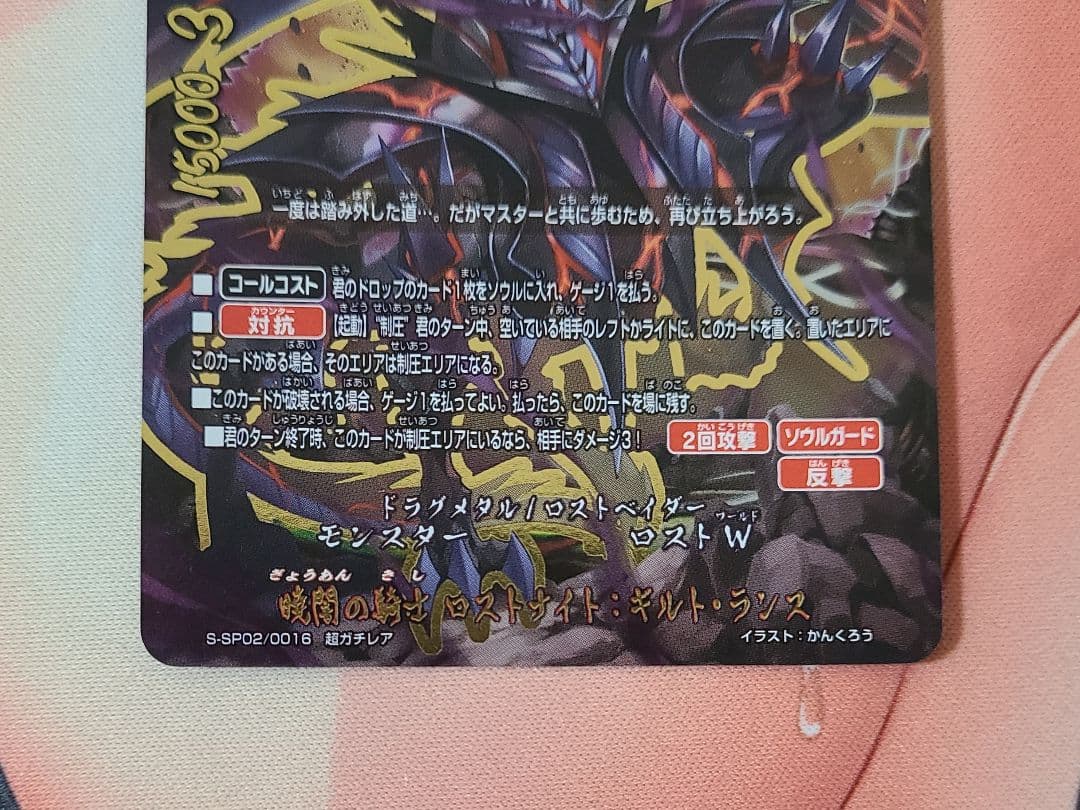 15000 3
一度は踏み外した道…。だがマスターと共に歩むため、再び立ち上がろう。
■コールコスト 君のドロップのカード1枚をソウルに入れ、ゲージ1を払う。
■対抗【起動】“制圧” 君のターン中、空いている相手のレフトかライトに、このカードを置く。置いたエリアに
このカードがある場合、そのエリアは制圧エリアになる。
■このカードが破壊される場合、ゲージ1を払ってよい。払ったら、このカードを場に残す。
■君のターン終了時、このカードが制圧エリアにいるなら、相手にダメージ3！ 2回攻撃 ソウルガード
反撃
ドラグメタル/ロストベイダー
モンスター ロストW
暁闇の騎士 ロストナイト：ギルト・ランス
S-SP02/0016 超ガチレア イラスト：かんくろう